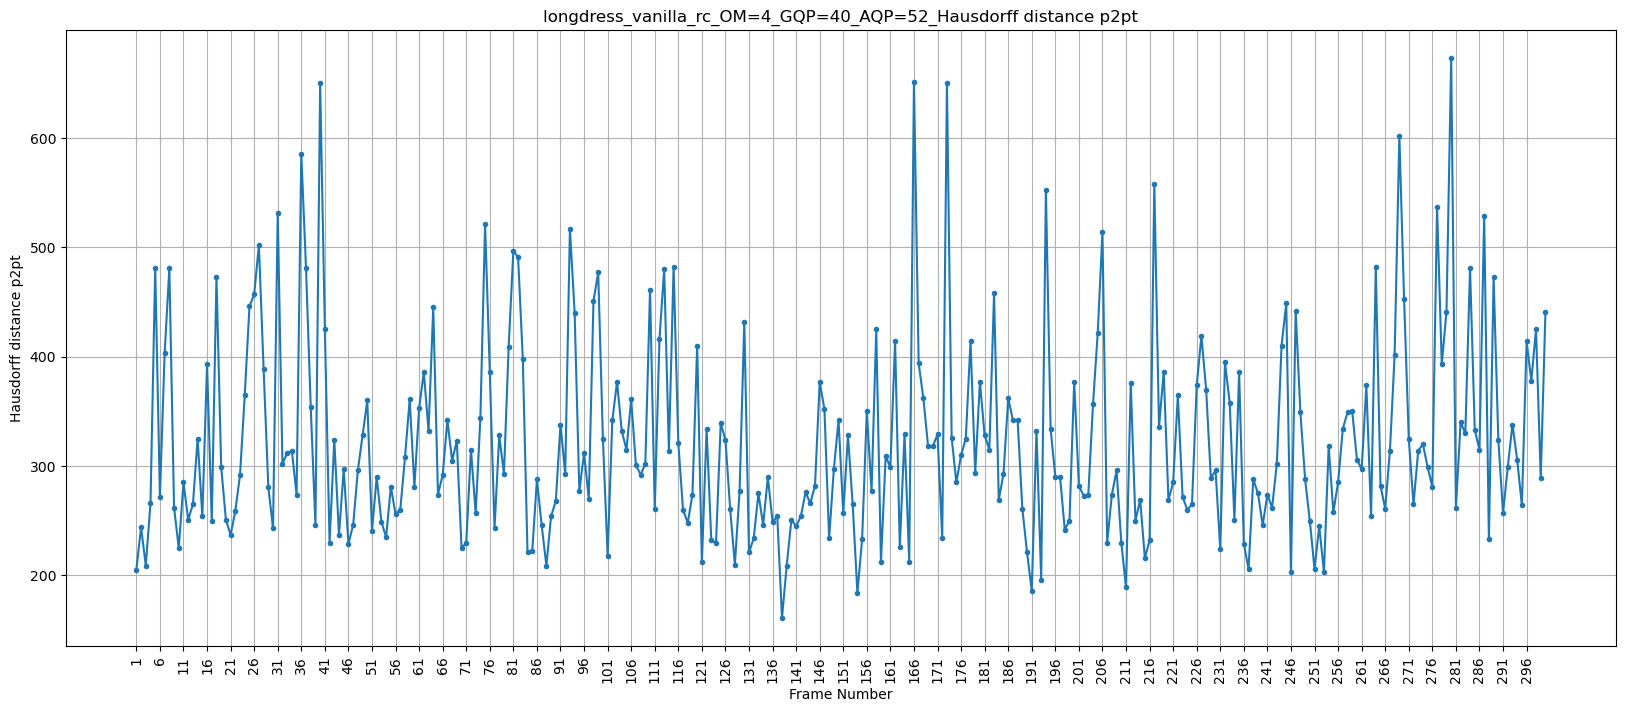 longdress_vanilla_rc_OM=4_GQP=40_AQP=52_Hausdorff distance p2pt
600
500
400
300
200
Hausdorff distance p2pt
1 6 11 16 21 26 31 36 41 46 51 56 61 66 71 76 81 86 91 96 101 106 111 116 121 126 131 136 141 146 151 156 161 166 171 176 181 186 191 196 201 206 211 216 221 226 231 236 241 246 251 256 261 266 271 276 281 286 291 296
Frame Number